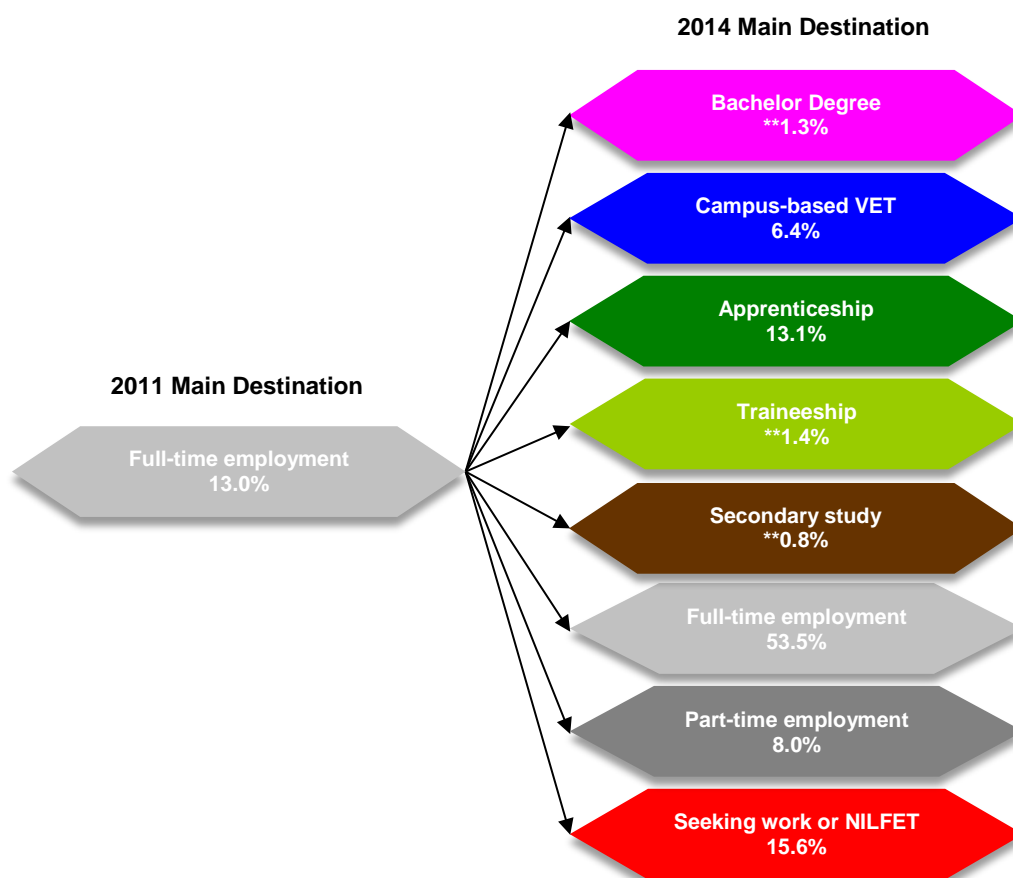 2014 Main Destination
Bachelor Degree
**1.3%
Campus-based VET
6.4%
Apprenticeship
13.1%
2011 Main Destination
Full-time employment
13.0%
Traineeship
**1.4%
Secondary study
**0.8%
Full-time employment
53.5%
Part-time employment
8.0%
Seeking work or NILFET
15.6%